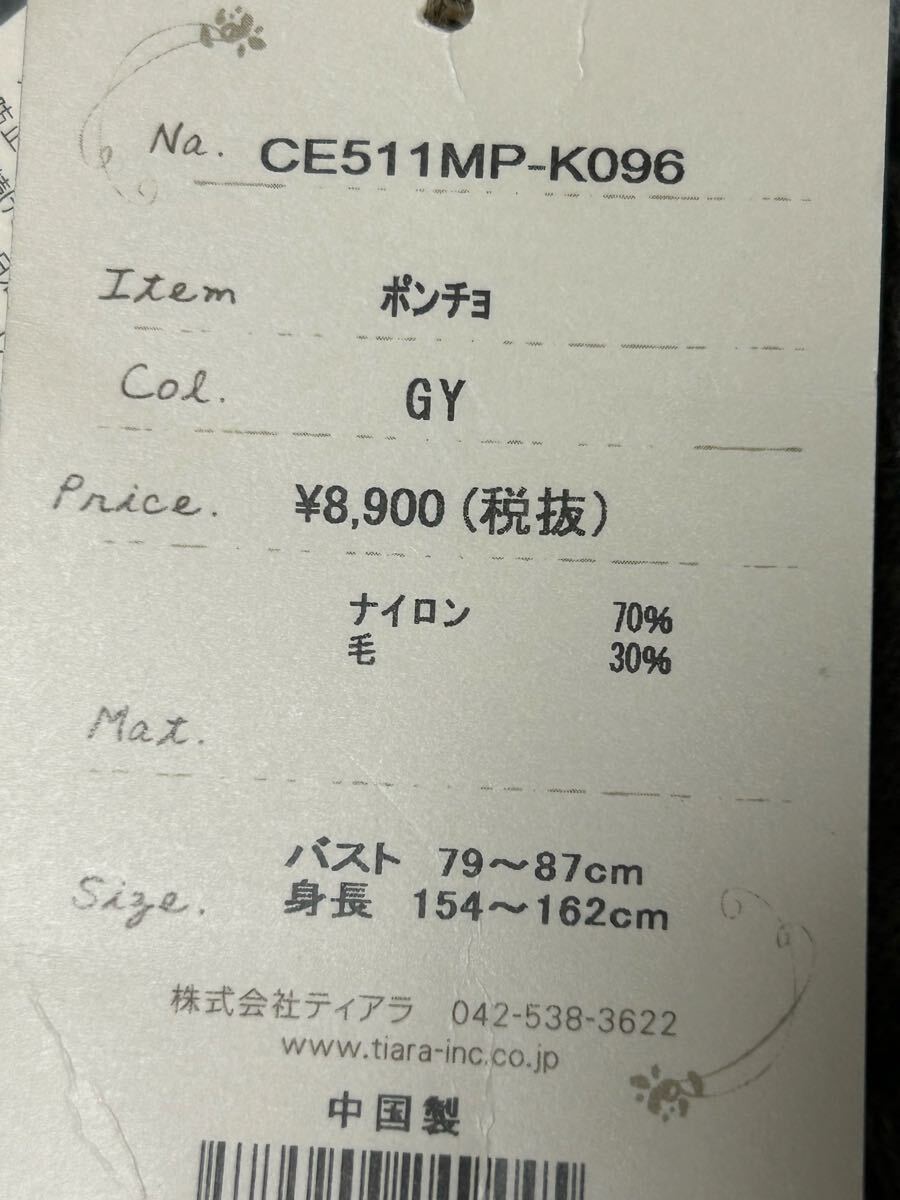 Na. CE511MP-K096
Item ポンチョ
Col. GY
Price. ¥8,900(税抜)
ナイロン 70%
毛 30%
Mat.
バスト 79～87cm
Size. 身長 154～162cm
株式会社ティアラ 042-538-3622
www.tiara-inc.co.jp
中国製